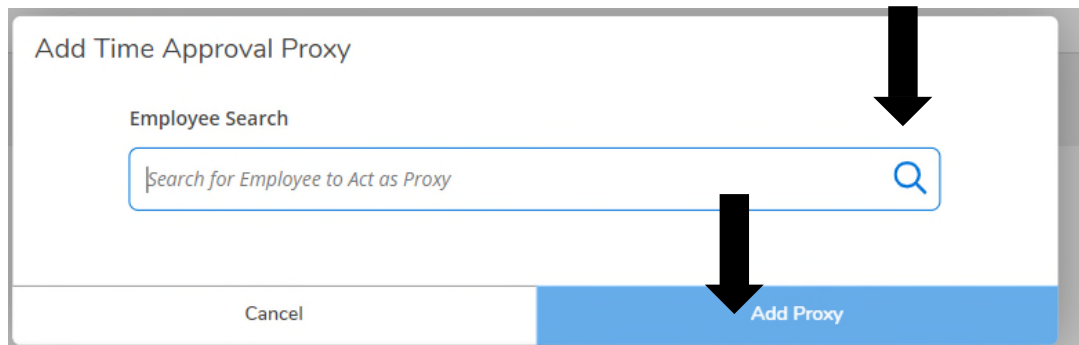 Add Time Approval Proxy
Employee Search
Search for Employee to Act as Proxy
Cancel
Add Proxy